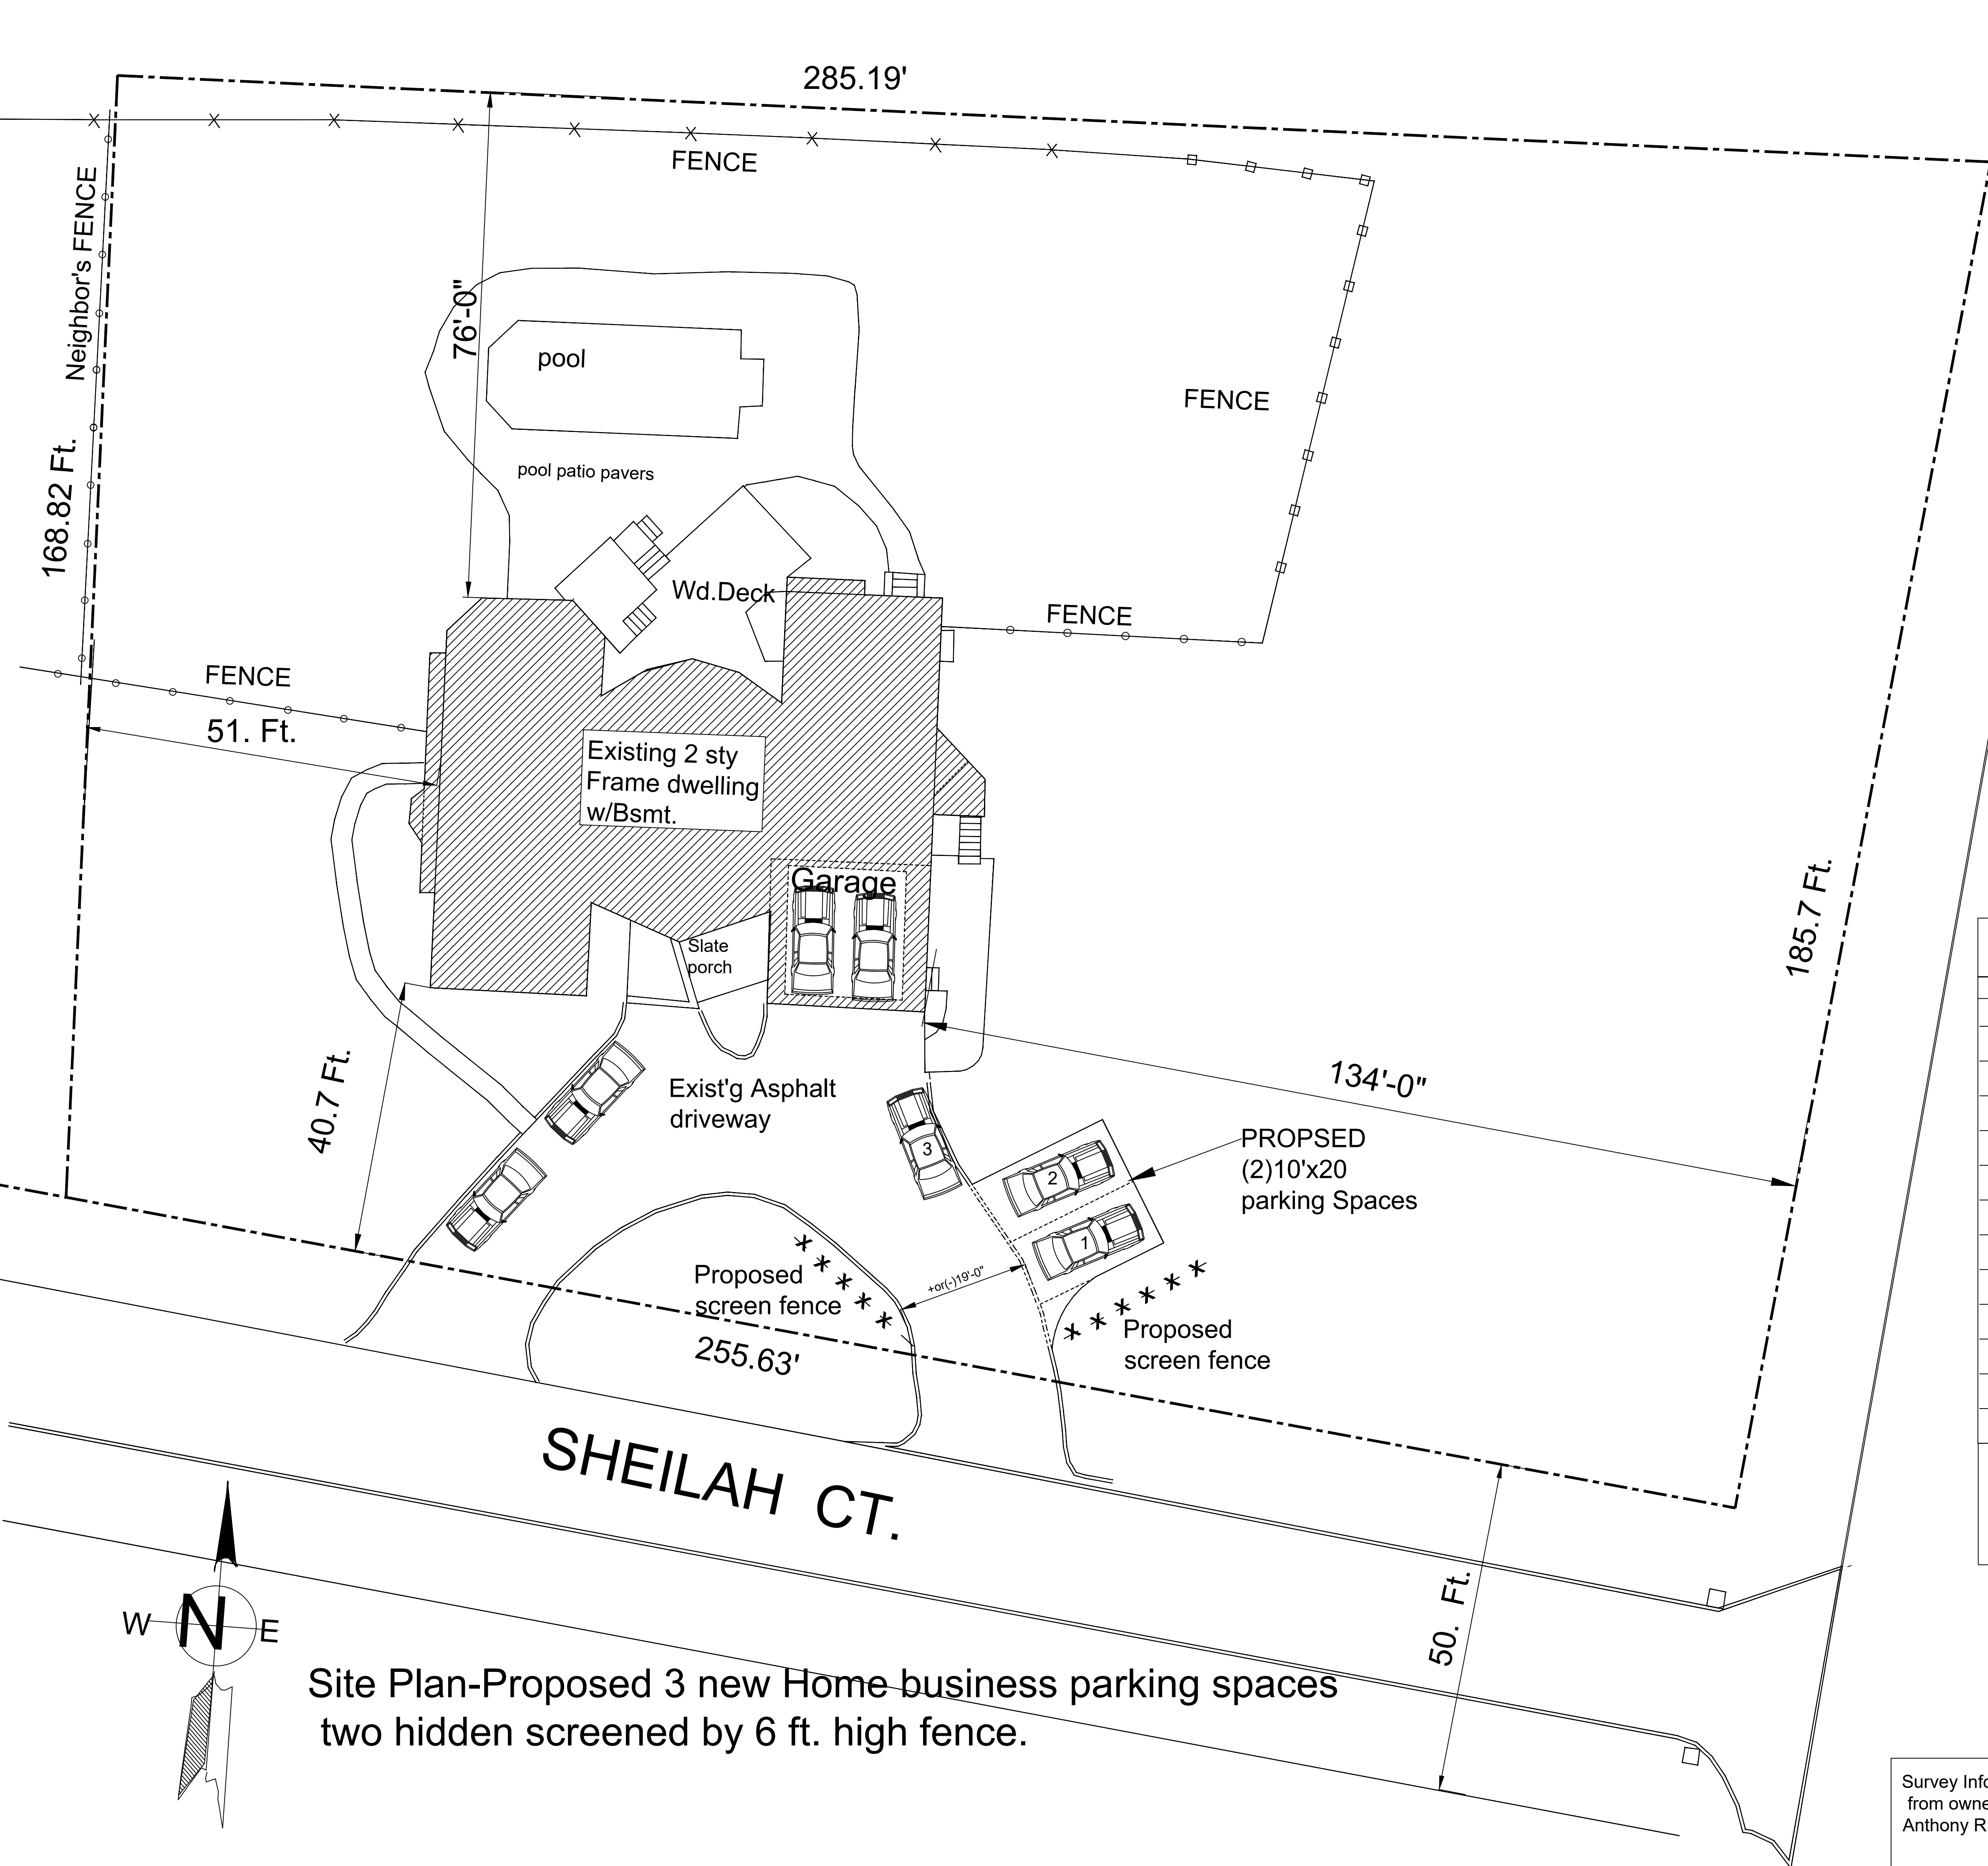 285.19'
FENCE
Neighbor's FENCE
76'-0"
pool
FENCE
pool patio pavers
168.82 Ft.
Wd.Deck
FENCE
FENCE
51. Ft.
Existing 2 sty
Frame dwelling
w/Bsmt.
Garage
185.7 Ft.
Slate
porch
40.7 Ft.
Exist'g Asphalt
driveway
134'-0"
3
2
1
PROPSED
(2)10'x20
parking Spaces
Proposed
screen fence
+or(-)19'-0"
Proposed
screen fence
255.63'
SHEILAH CT.
50. Ft.
W N E
Site Plan-Proposed 3 new Home business parking spaces
two hidden screened by 6 ft. high fence.
Survey Info
from owne
Anthony R